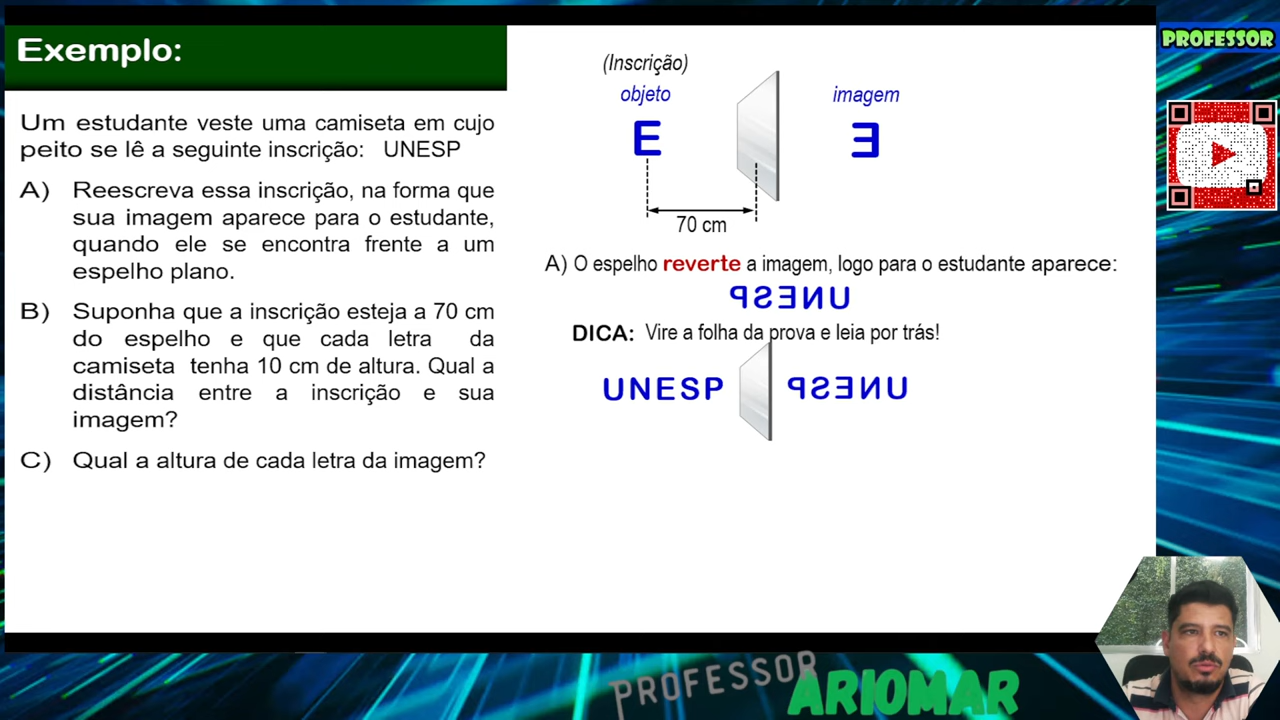 Exemplo:
Um estudante veste uma camiseta em cujo
peito se lê a seguinte inscrição: UNESP
A) Reescreva essa inscrição, na forma que
sua imagem aparece para o estudante,
quando ele se encontra frente a um
espelho plano.
B) Suponha que a inscrição esteja a 70 cm
do espelho e que cada letra da
camiseta tenha 10 cm de altura. Qual a
distância entre a inscrição e sua
imagem?
C) Qual a altura de cada letra da imagem?
(Inscrição)
objeto imagem
E E
70 cm
A) O espelho reverte a imagem, logo para o estudante aparece:
UNESP
DICA: Vire a folha da prova e leia por trás!
UNESP UNESP
PROFESSOR
PROFESSOR
ARIOMAR